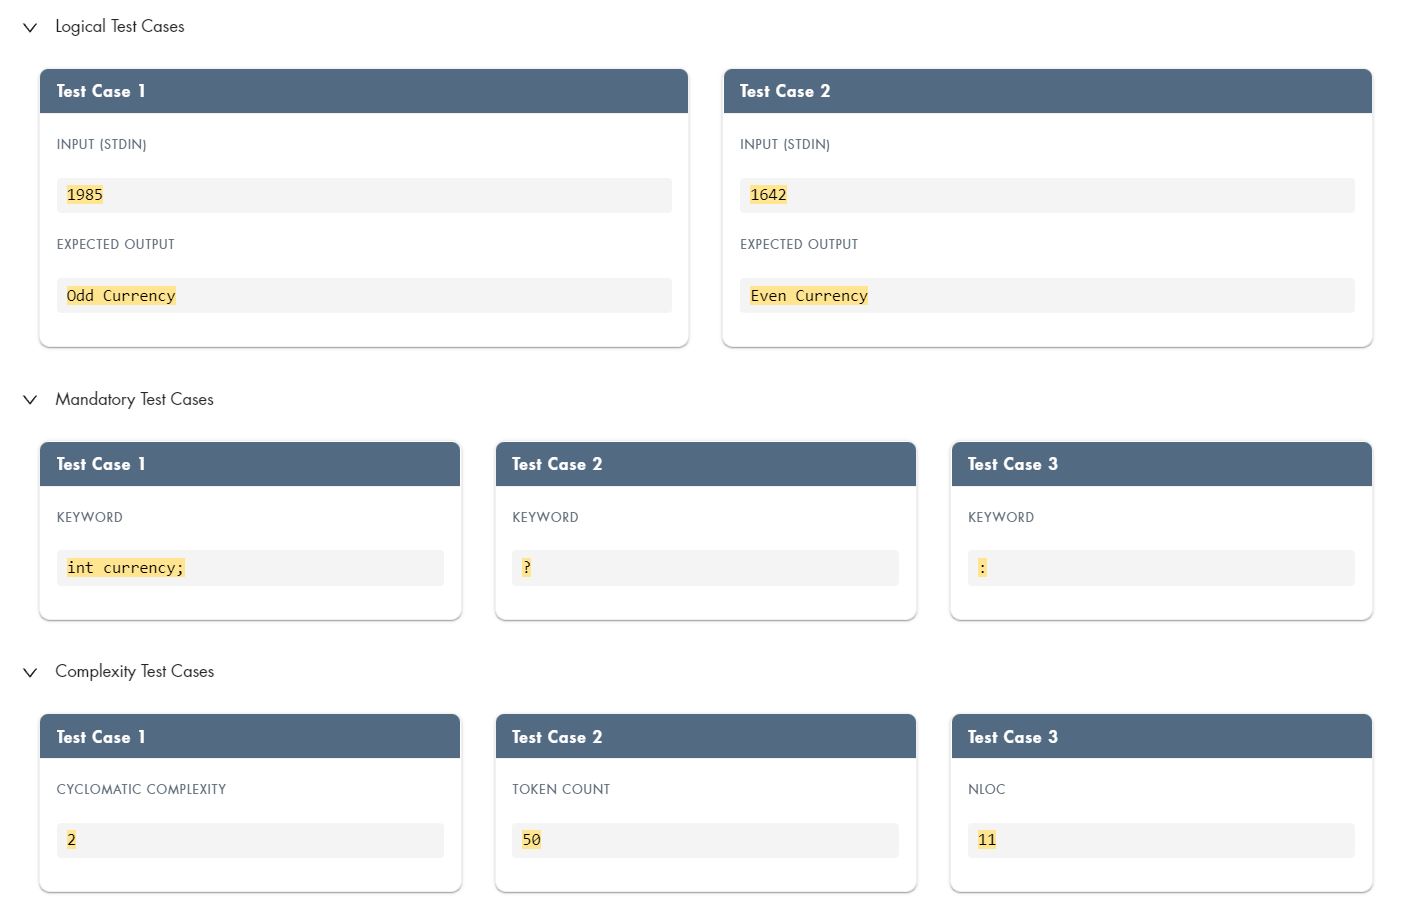 Logical Test Cases
Test Case 1
INPUT (STDIN)
1985
EXPECTED OUTPUT
Odd Currency
Test Case 2
INPUT (STDIN)
1642
EXPECTED OUTPUT
Even Currency
Mandatory Test Cases
Test Case 1
KEYWORD
int currency;
Test Case 2
KEYWORD
?
Test Case 3
KEYWORD
:
Complexity Test Cases
Test Case 1
CYCLOMATIC COMPLEXITY
2
Test Case 2
TOKEN COUNT
50
Test Case 3
NLOC
11